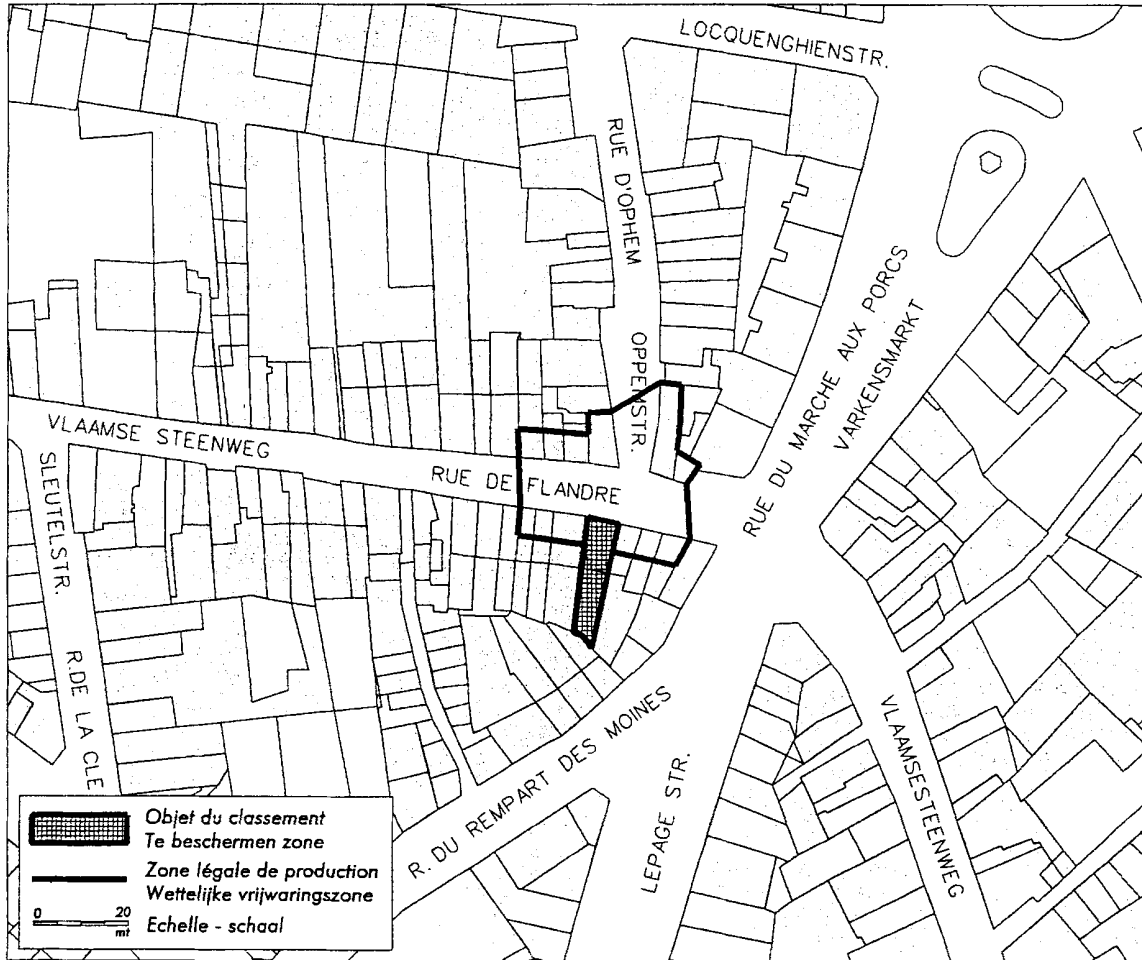 LOCQUENGHIENSTR.
RUE D'OPHEM
OPPEMSTR.
RUE DU MARCHE AUX PORCS
VARKENSMARKT
VLAAMSE STEENWEG
RUE DE FLANDRE
SLEUTELSTR.
R.DE LA CLE
R. DU REMPART DES MOINES
LEPAGE STR.
VLAAMSESTEENWEG
Objet du classement
Te beschermen zone
Zone légale de production
Wettelijke vrijwaringszone
0 20
mt
Echelle - schaal